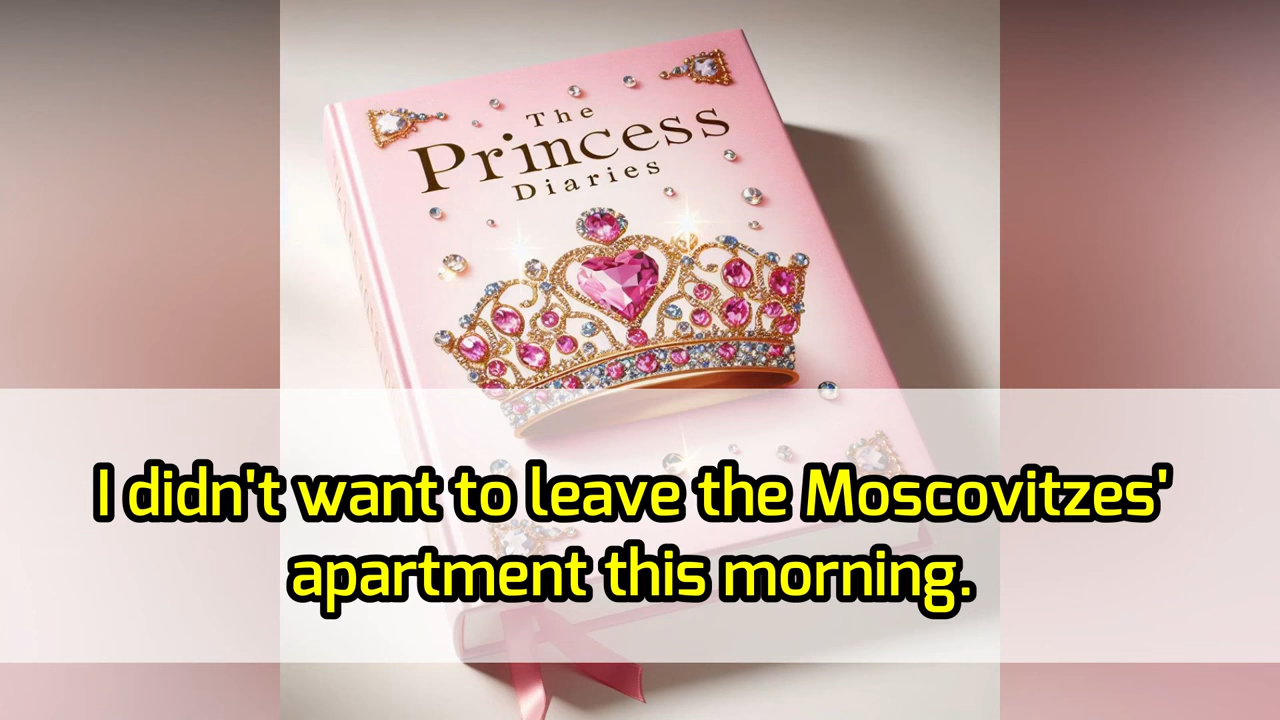 The
Princess
Diaries
I didn't want to leave the Moscovitzes'
apartment this morning.